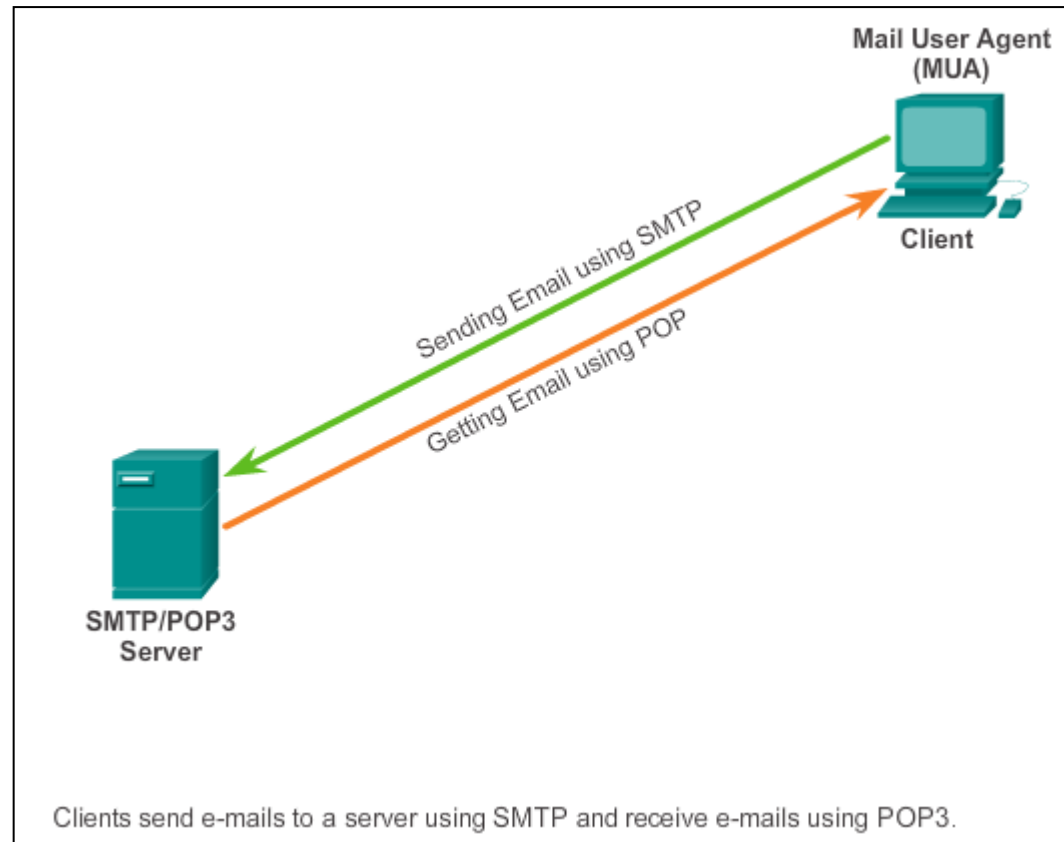 Mail User Agent
(MUA)
Client
Sending Email using SMTP
Getting Email using POP
SMTP/POP3
Server
Clients send e-mails to a server using SMTP and receive e-mails using POP3.